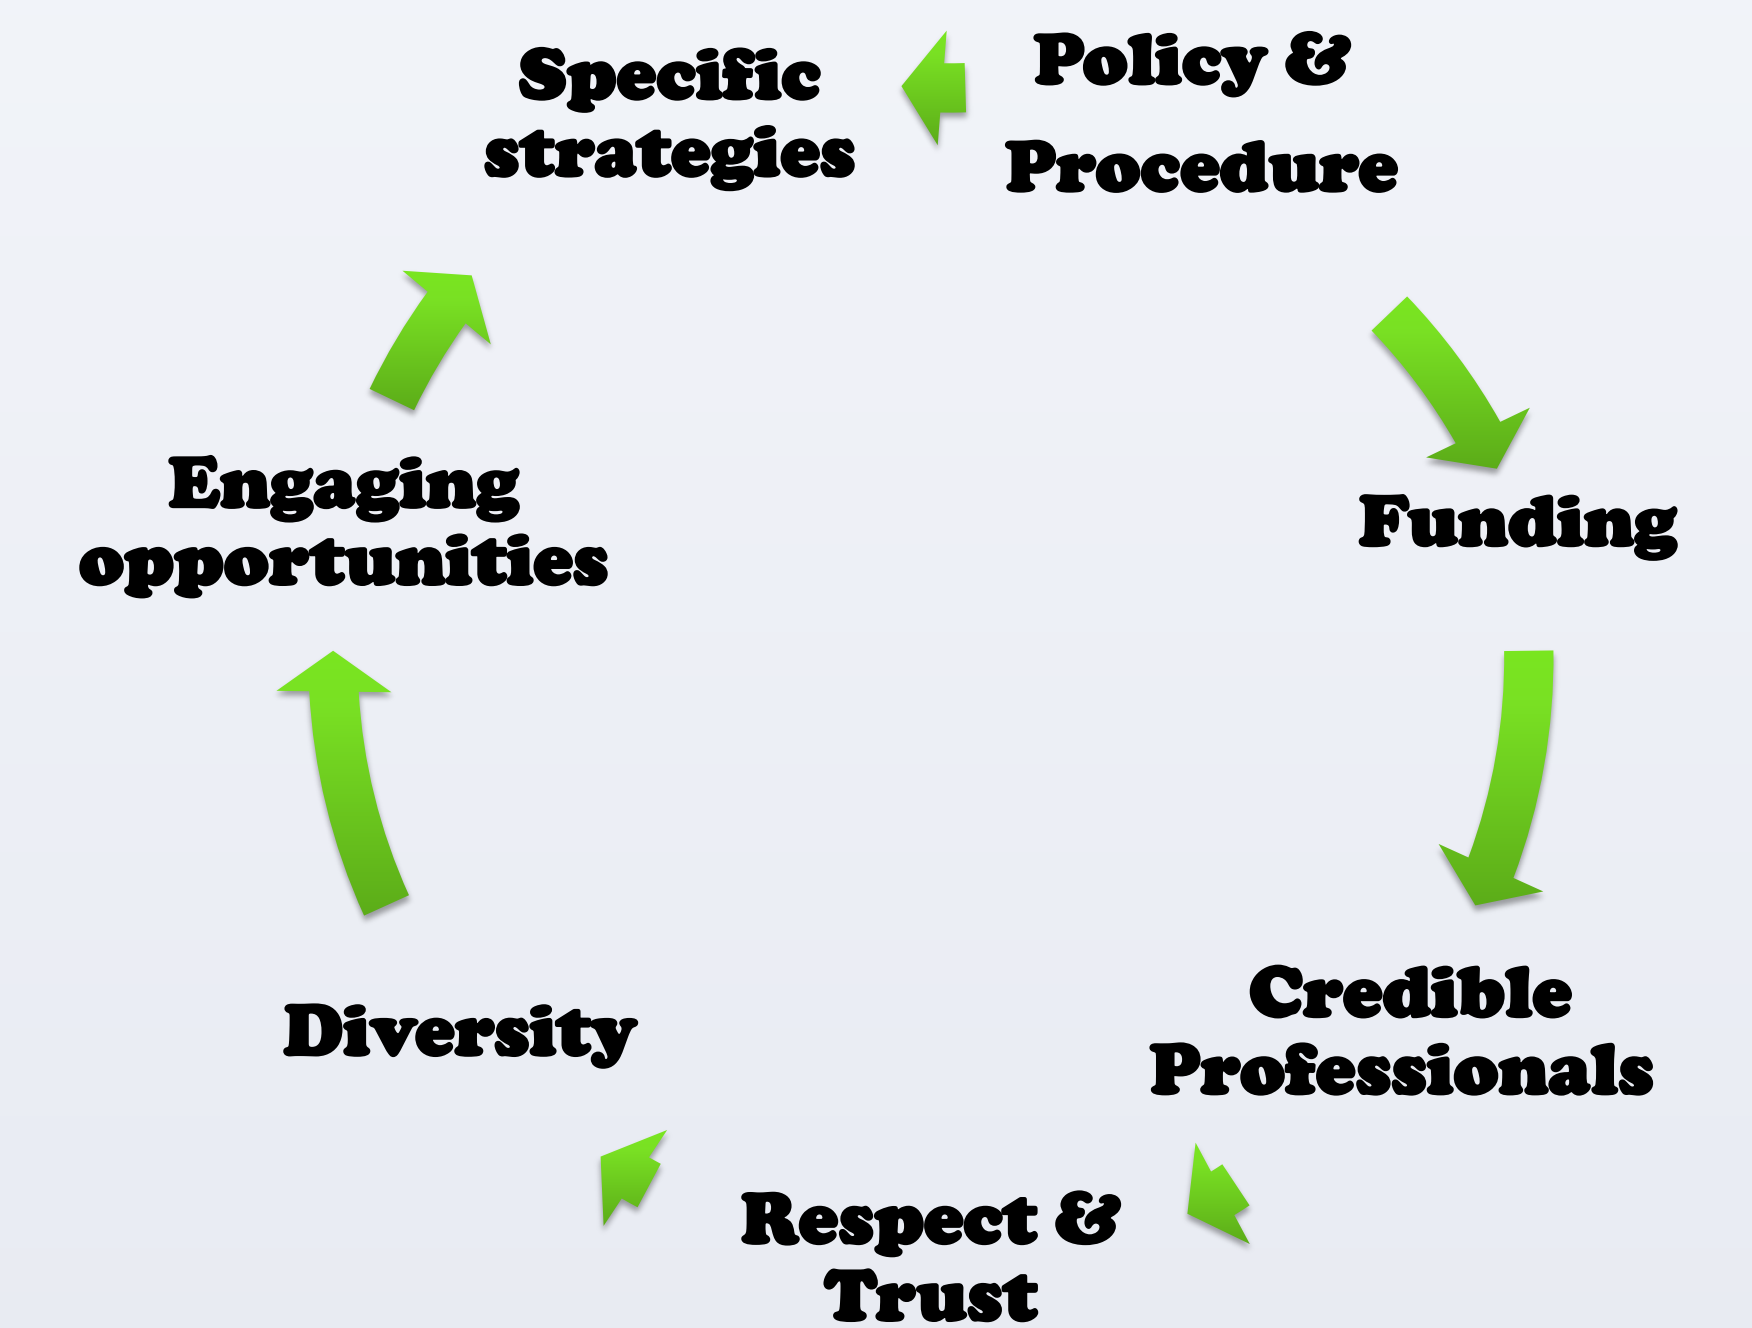 Policy &
Procedure
Funding
Credible
Professionals
Respect &
Trust
Diversity
Engaging
opportunities
Specific
strategies